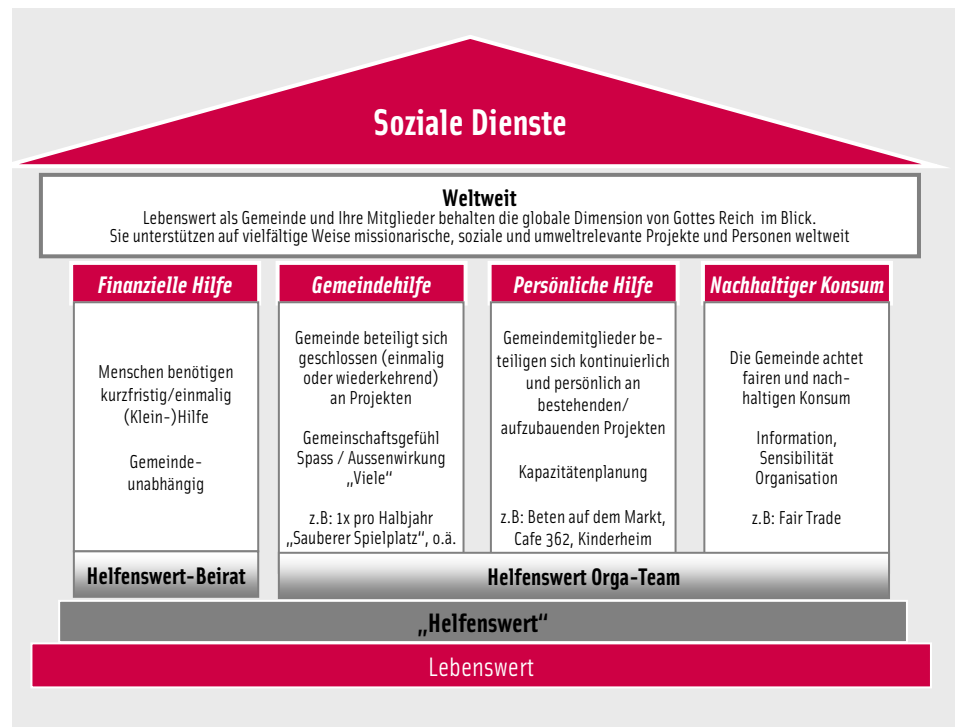 Soziale Dienste
Weltweit
Lebenswert als Gemeinde und Ihre Mitglieder behalten die globale Dimension von Gottes Reich im Blick.
Sie unterstützen auf vielfältige Weise missionarische, soziale und umweltrelevante Projekte und Personen weltweit
Finanzielle Hilfe
Menschen benötigen
kurzfristig/einmalig
(Klein-)Hilfe
Gemeinde-
unabhängig
Gemeindehilfe
Gemeinde beteiligt sich
geschlossen (einmalig
oder wiederkehrend)
an Projekten
Gemeinschaftsgefühl
Spass / Aussenwirkung
„Viele“
z.B: 1x pro Halbjahr
„Sauberer Spielplatz“, o.ä.
Persönliche Hilfe
Gemeindemitglieder be-
teiligen sich kontinuierlich
und persönlich an
bestehenden/
aufzubauenden Projekten
Kapazitätenplanung
z.B: Beten auf dem Markt,
Cafe 362, Kinderheim
Nachhaltiger Konsum
Die Gemeinde achtet
fairen und nach-
haltigen Konsum
Information,
Sensibilität
Organisation
z.B: Fair Trade
Helfenswert-Beirat
Helfenswert Orga-Team
„Helfenswert“
Lebenswert